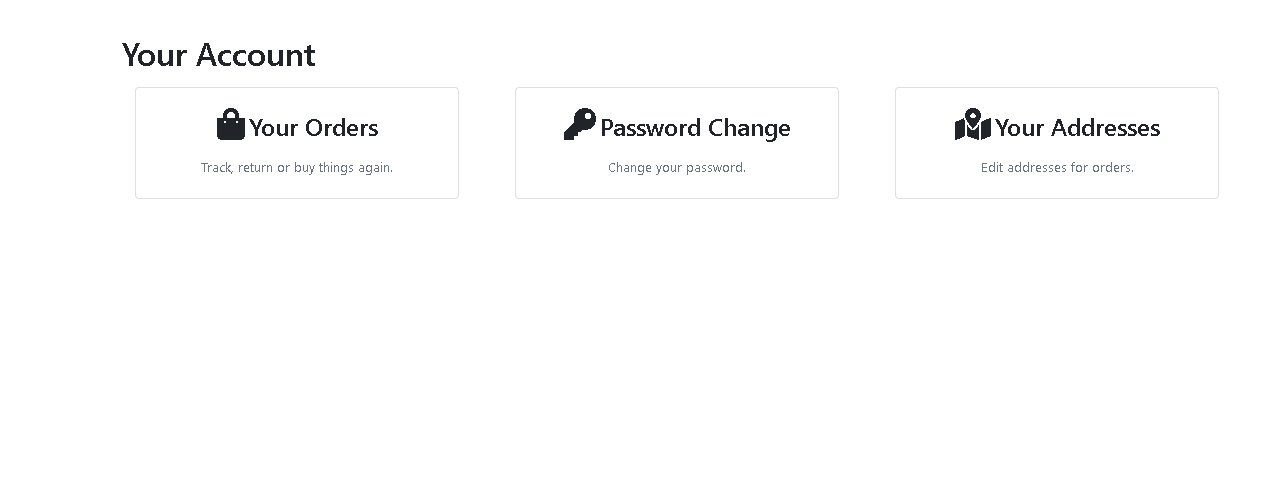 Your Account
Your Orders
Track, return or buy things again.
Password Change
Change your password.
Your Addresses
Edit addresses for orders.